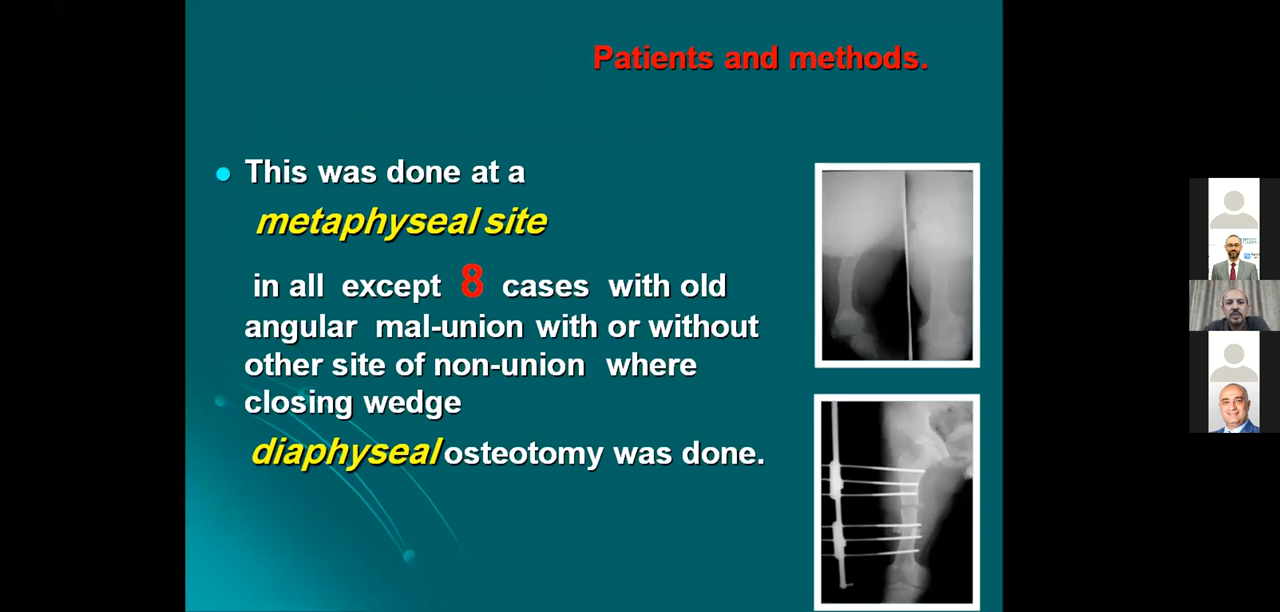 Patients and methods.
This was done at a
metaphyseal site
in all except 8 cases with old
angular mal-union with or without
other site of non-union where
closing wedge
diaphyseal osteotomy was done.